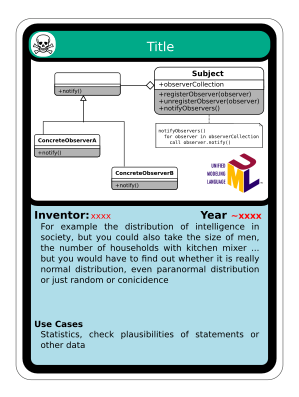 Title
Subject
+observerCollection
+registerObserver(observer)
+unregisterObserver(observer)
+notifyObservers()
+notify()
notifyObservers()
for observer in observerCollection
call observer.notify()
ConcreteObserverA
+notify()
ConcreteObserverB
+notify()
UNIFIED
MODELING
LANGUAGE
UML
Inventor: xxxx Year ~xxxx
For example the distribution of intelligence in
society, but you could also take the size of men,
the number of households with kitchen mixer ...
but you would have to find out whether it is really
normal distribution, even paranormal distribution
or just random or conicidence
Use Cases
Statistics, check plausibilities of statements or
other data